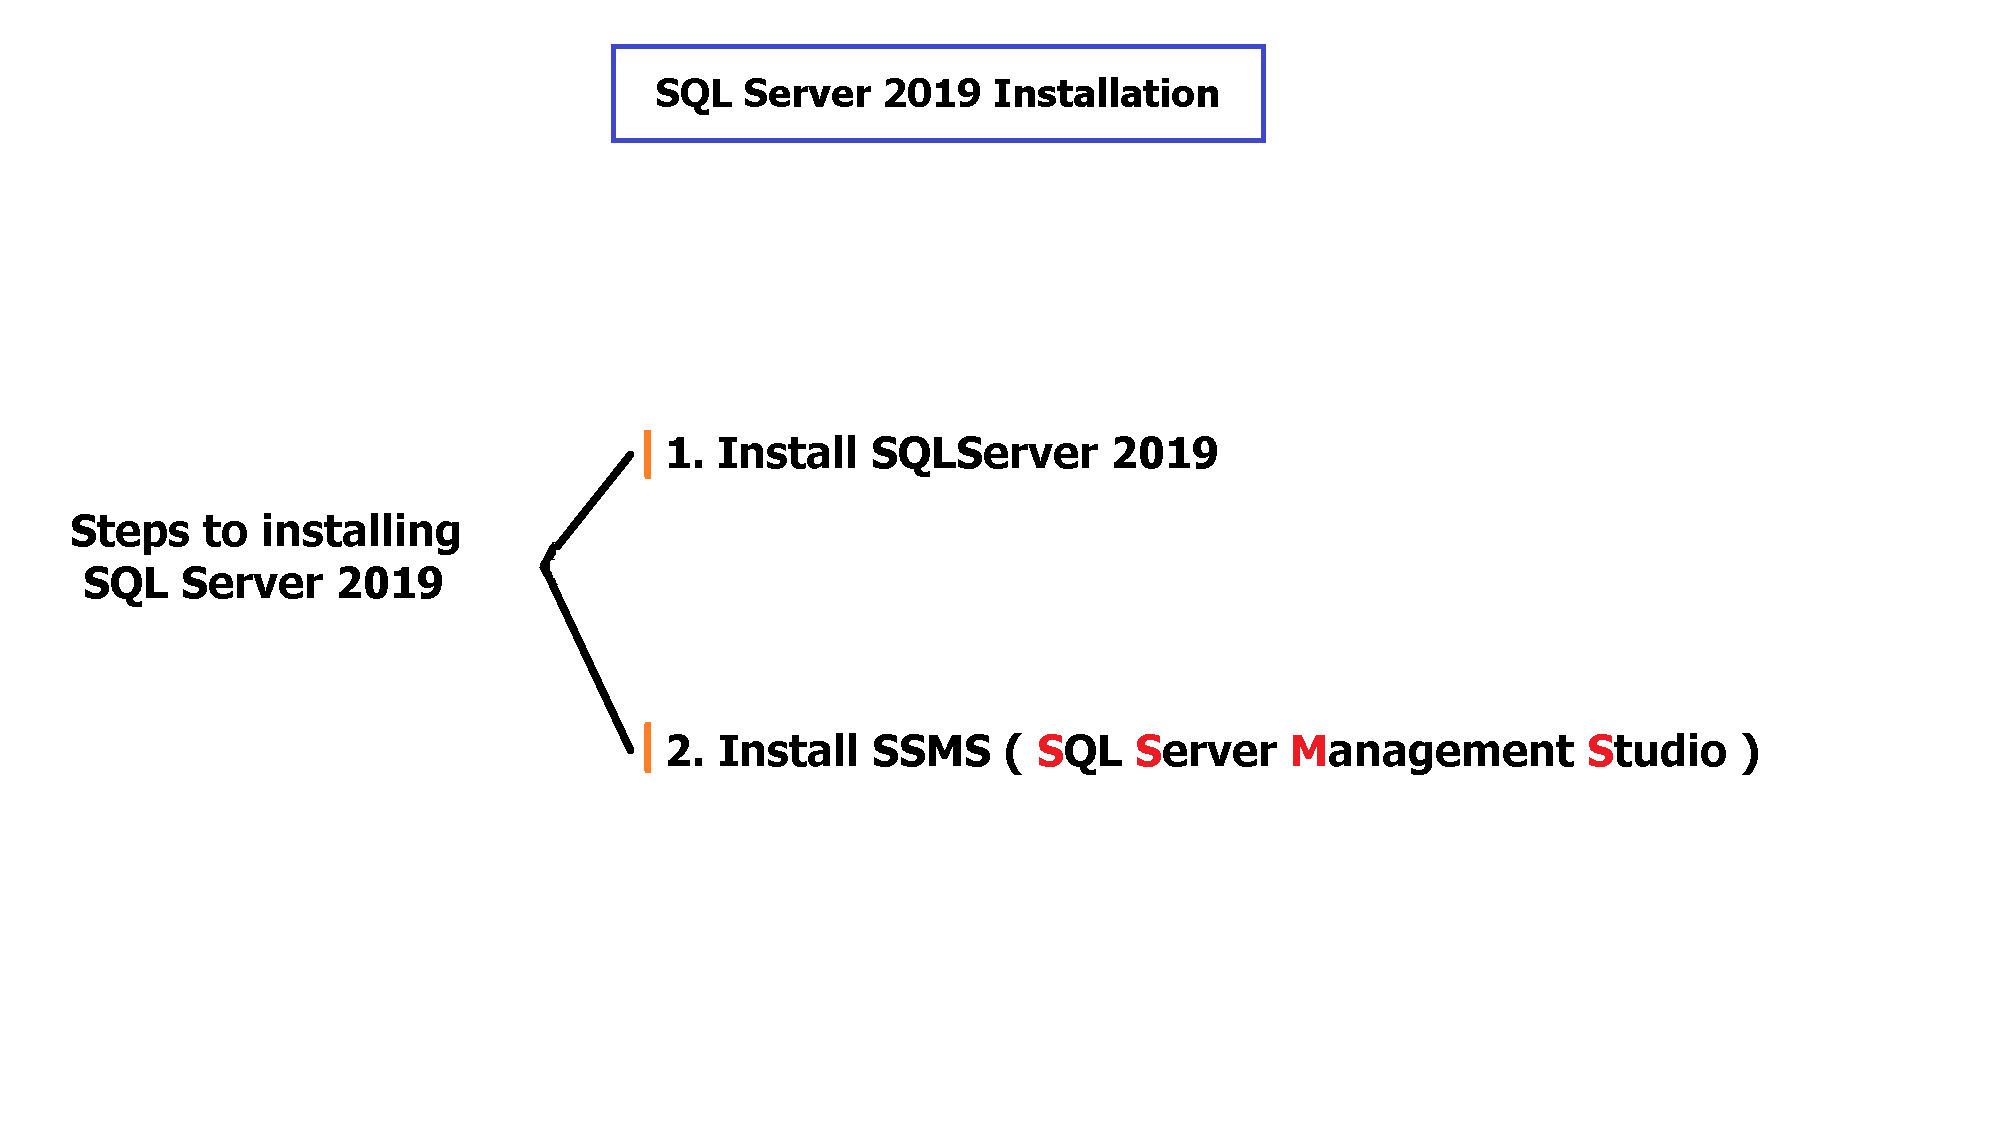 SQL Server 2019 Installation
1. Install SQLServer 2019
Steps to installing
SQL Server 2019
2. Install SSMS ( SQL Server Management Studio )